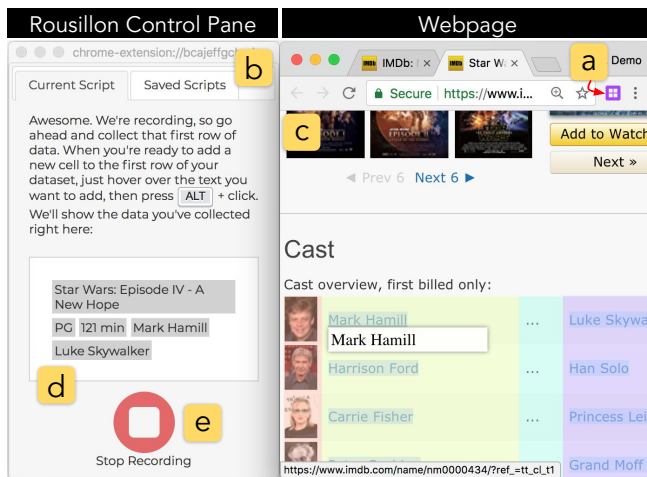 Rousillon Control Pane
Webpage
chrome-extension://bcajeffgc
b
Current Script
Saved Scripts
Awesome. We're recording, so go
ahead and collect that first row of
data. When you're ready to add a
new cell to the first row of your
dataset, just hover over the text you
want to add, then press ALT + click.
We'll show the data you've collected
right here:
Star Wars: Episode IV - A
New Hope
PG 121 min Mark Hamill
Luke Skywalker
d
e
Stop Recording
IMDb: I
Star W
a
Demo
Secure https://www.i...
c
EPISODE I
EPISODE II
Add to Watch
Next »
◀ Prev 6 Next 6 ▶
Cast
Cast overview, first billed only:
Mark Hamill ... Luke Skywa
Mark Hamill
Harrison Ford ... Han Solo
Carrie Fisher ... Princess Lei
... Grand Moff
https://www.imdb.com/name/nm0000434/?ref_=tt_cl_t1